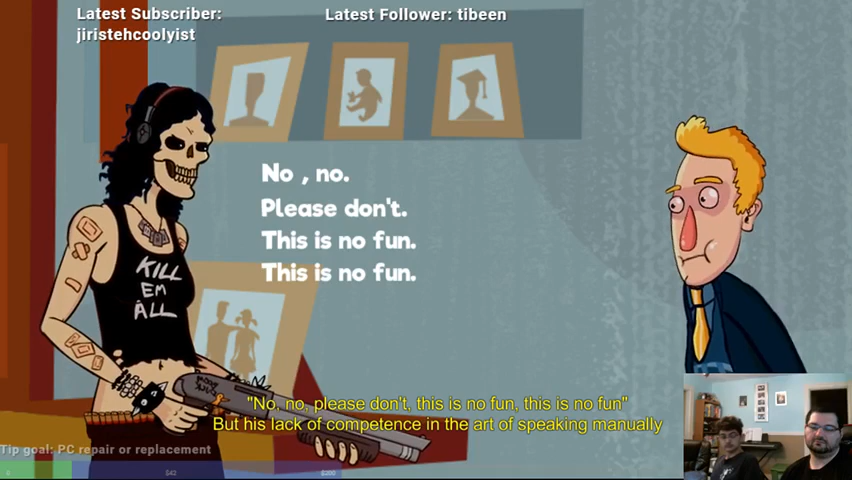 Latest Subscriber:
jiristehcoolyist
Latest Follower: tibeen
No , no.
Please don't.
This is no fun.
This is no fun.
KILL
EM
ALL
"No, no, please don't, this is no fun, this is no fun"
But his lack of competence in the art of speaking manually
Tip goal: PC repair or replacement